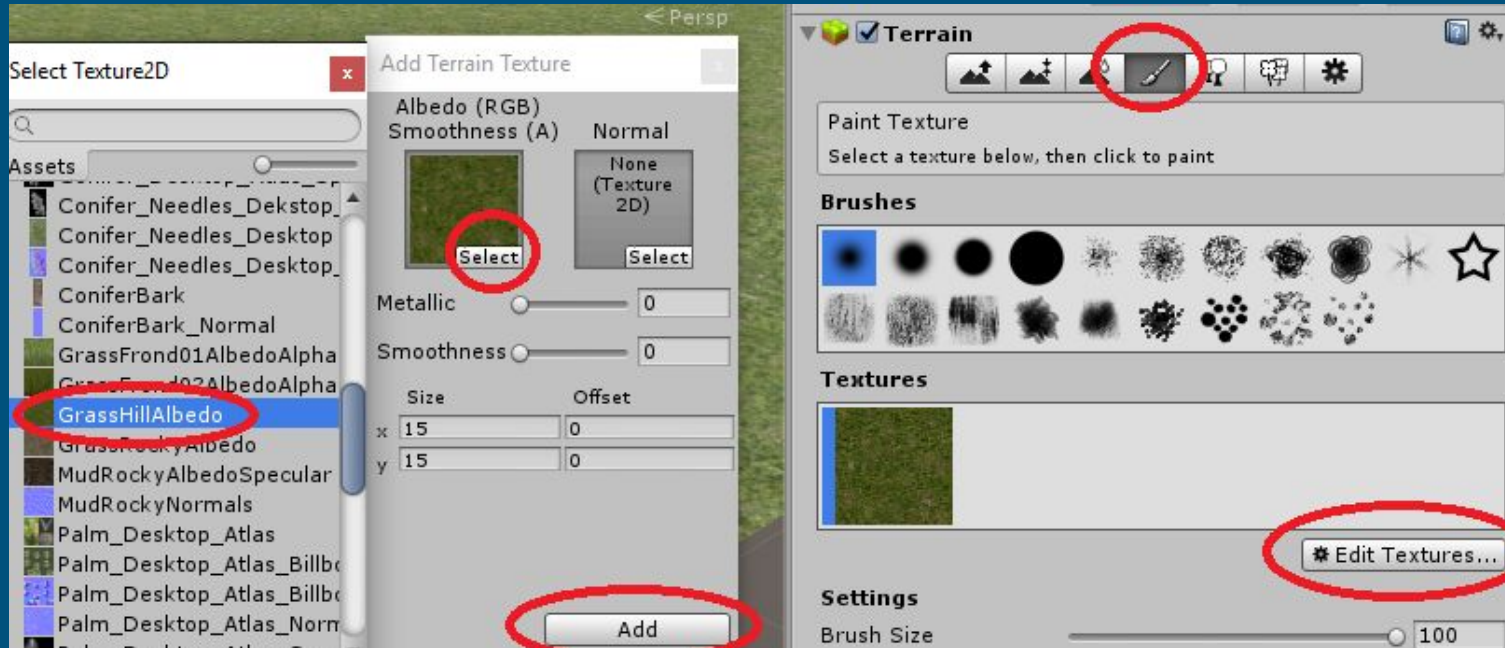 Persp
Select Texture2D
x
Assets
Conifer_Needles_Dekstop_
Conifer_Needles_Desktop
Conifer_Needles_Desktop_
ConiferBark
ConiferBark_Normal
GrassFrond01AlbedoAlpha
GrassFrond02AlbedoAlpha
GrassHillAlbedo
GrassRockyAlbedo
MudRockyAlbedoSpecular
MudRockyNormals
Palm_Desktop_Atlas
Palm_Desktop_Atlas_Billbo
Palm_Desktop_Atlas_Billbo
Palm_Desktop_Atlas_Norm
Add Terrain Texture
x
Albedo (RGB)
Smoothness (A)
Normal
None
(Texture
2D)
Select
Select
Metallic 0
Smoothness 0
Size Offset
x 15 0
y 15 0
Add
Terrain
Paint Texture
Select a texture below, then click to paint
Brushes
Textures
Edit Textures...
Settings
Brush Size 100